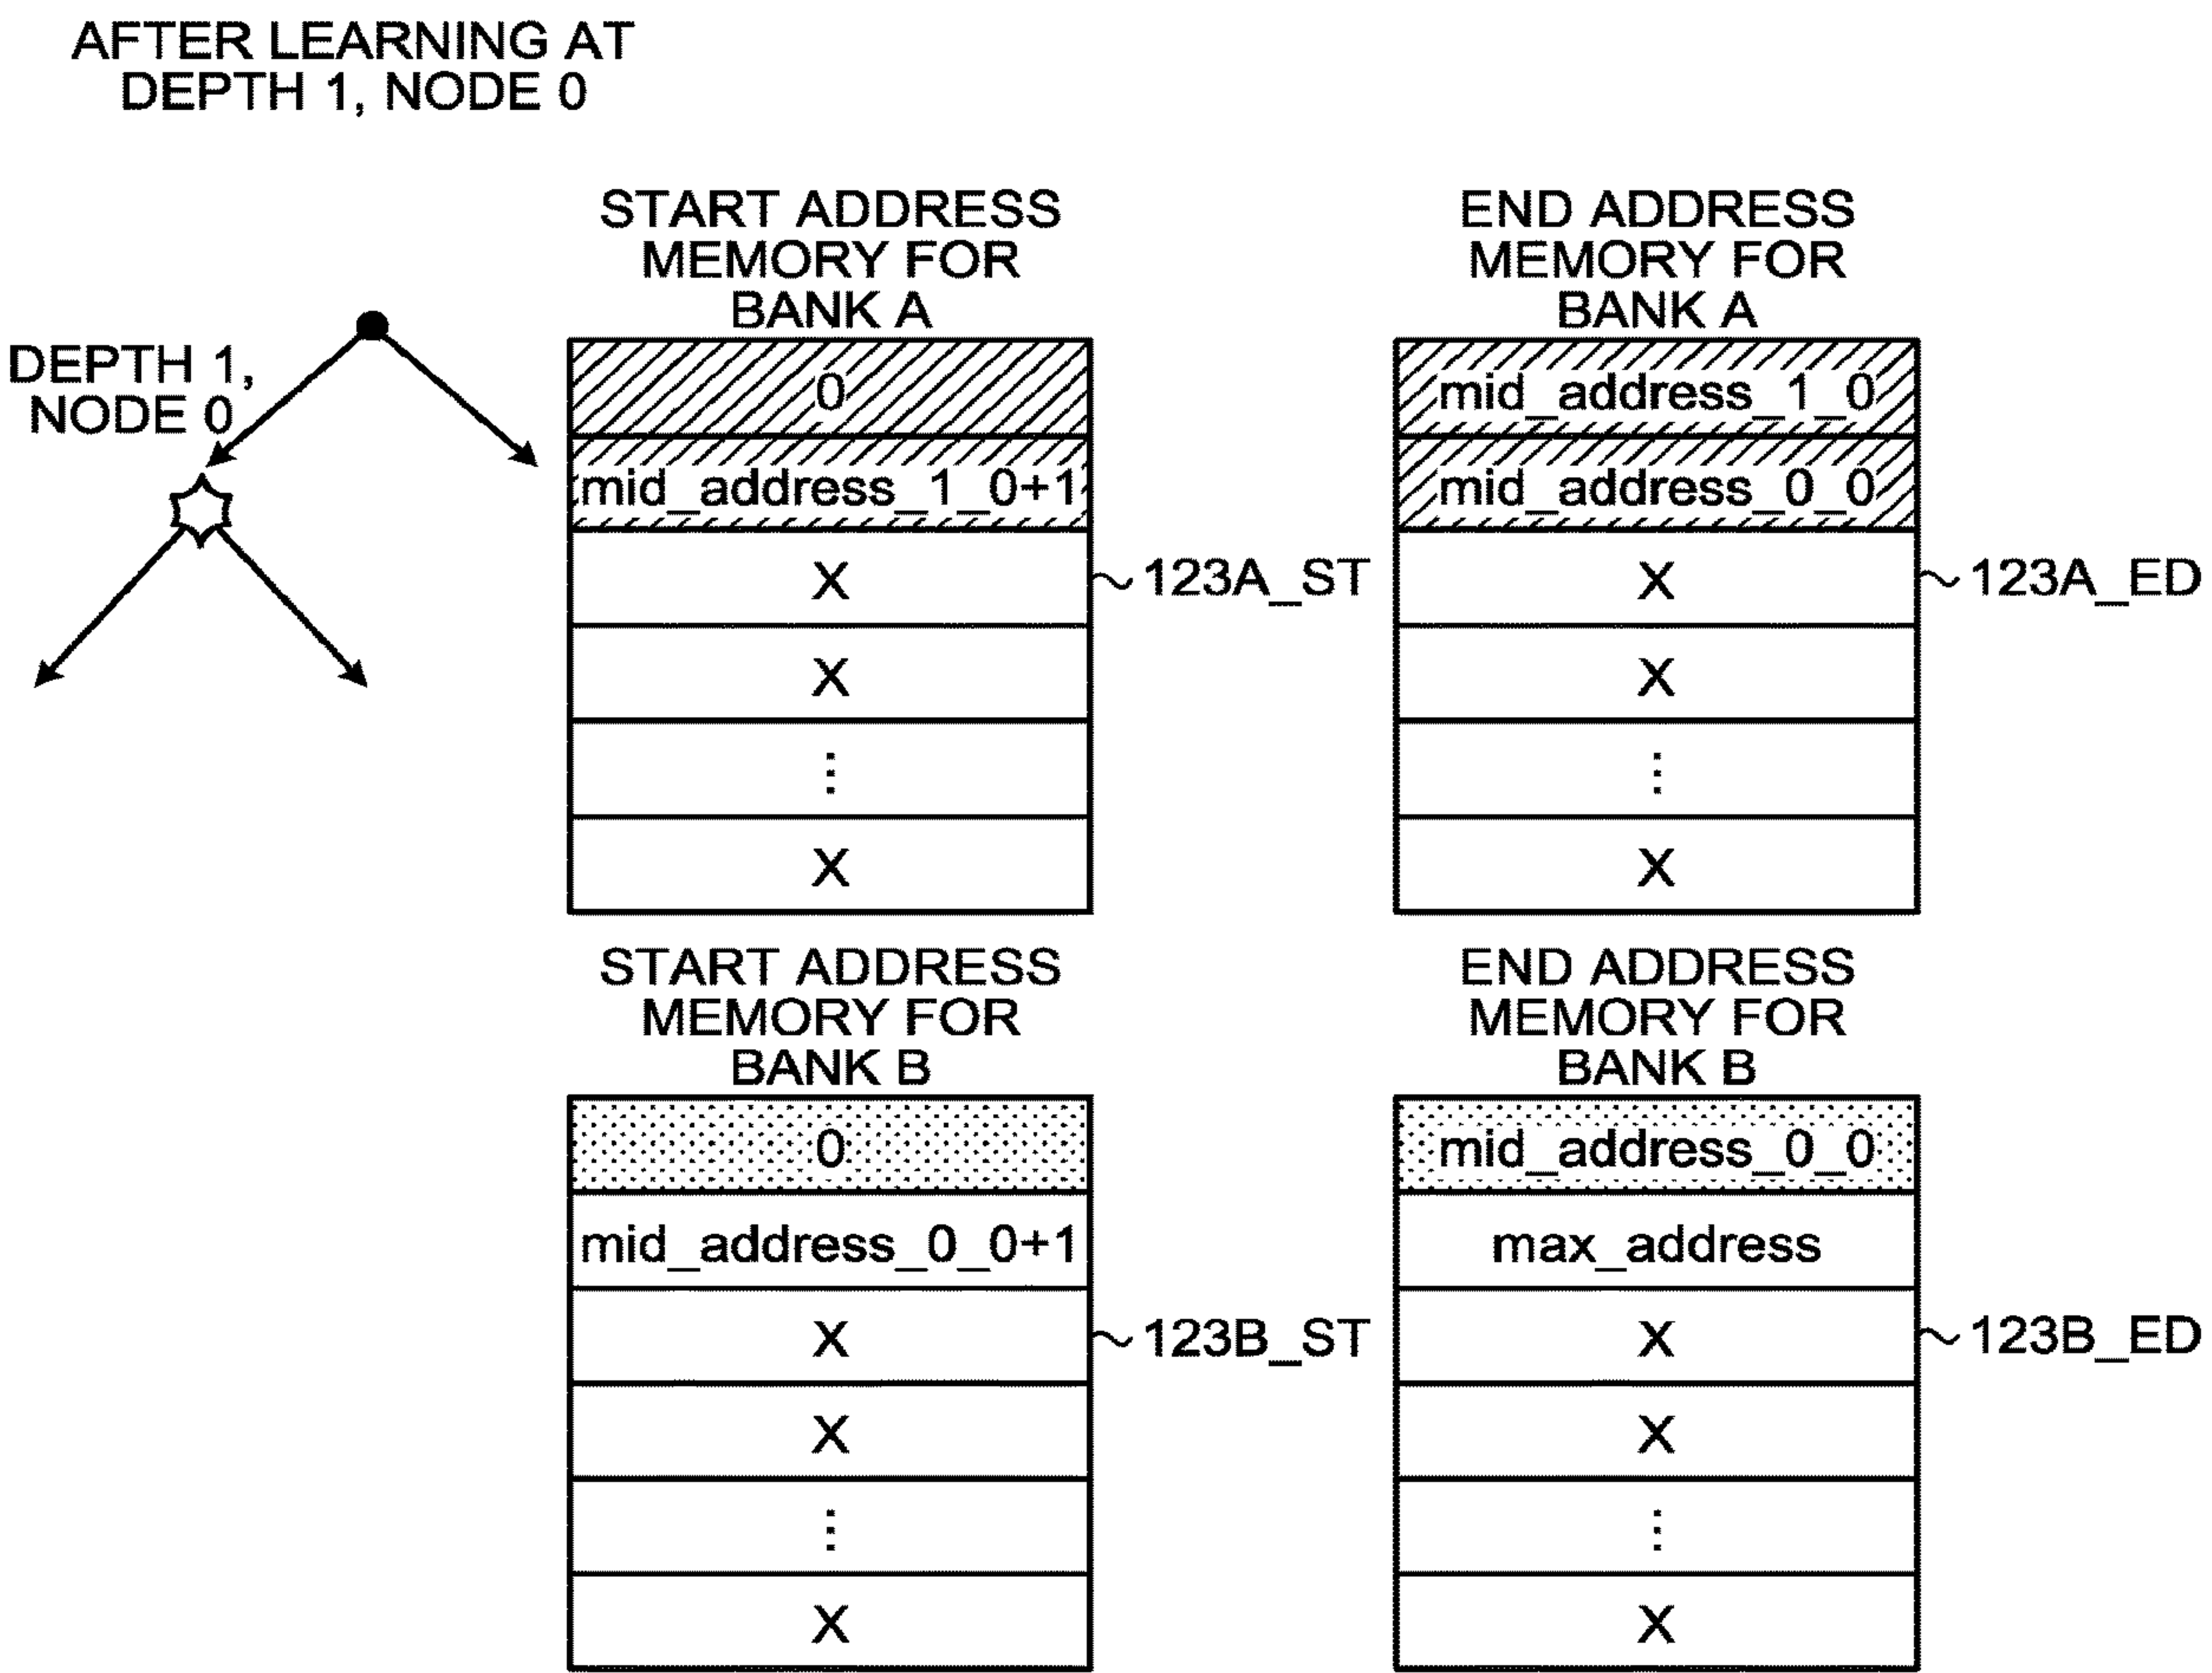 AFTER LEARNING AT
DEPTH 1, NODE 0
DEPTH 1,
NODE 0
START ADDRESS
MEMORY FOR
BANK A
0
mid_address_1_0+1
X
X
⋮
X
123A_ST
END ADDRESS
MEMORY FOR
BANK A
mid_address_1_0
mid_address_0_0
X
X
⋮
X
123A_ED
START ADDRESS
MEMORY FOR
BANK B
0
mid_address_0_0+1
X
X
⋮
X
123B_ST
END ADDRESS
MEMORY FOR
BANK B
mid_address_0_0
max_address
X
X
⋮
X
123B_ED